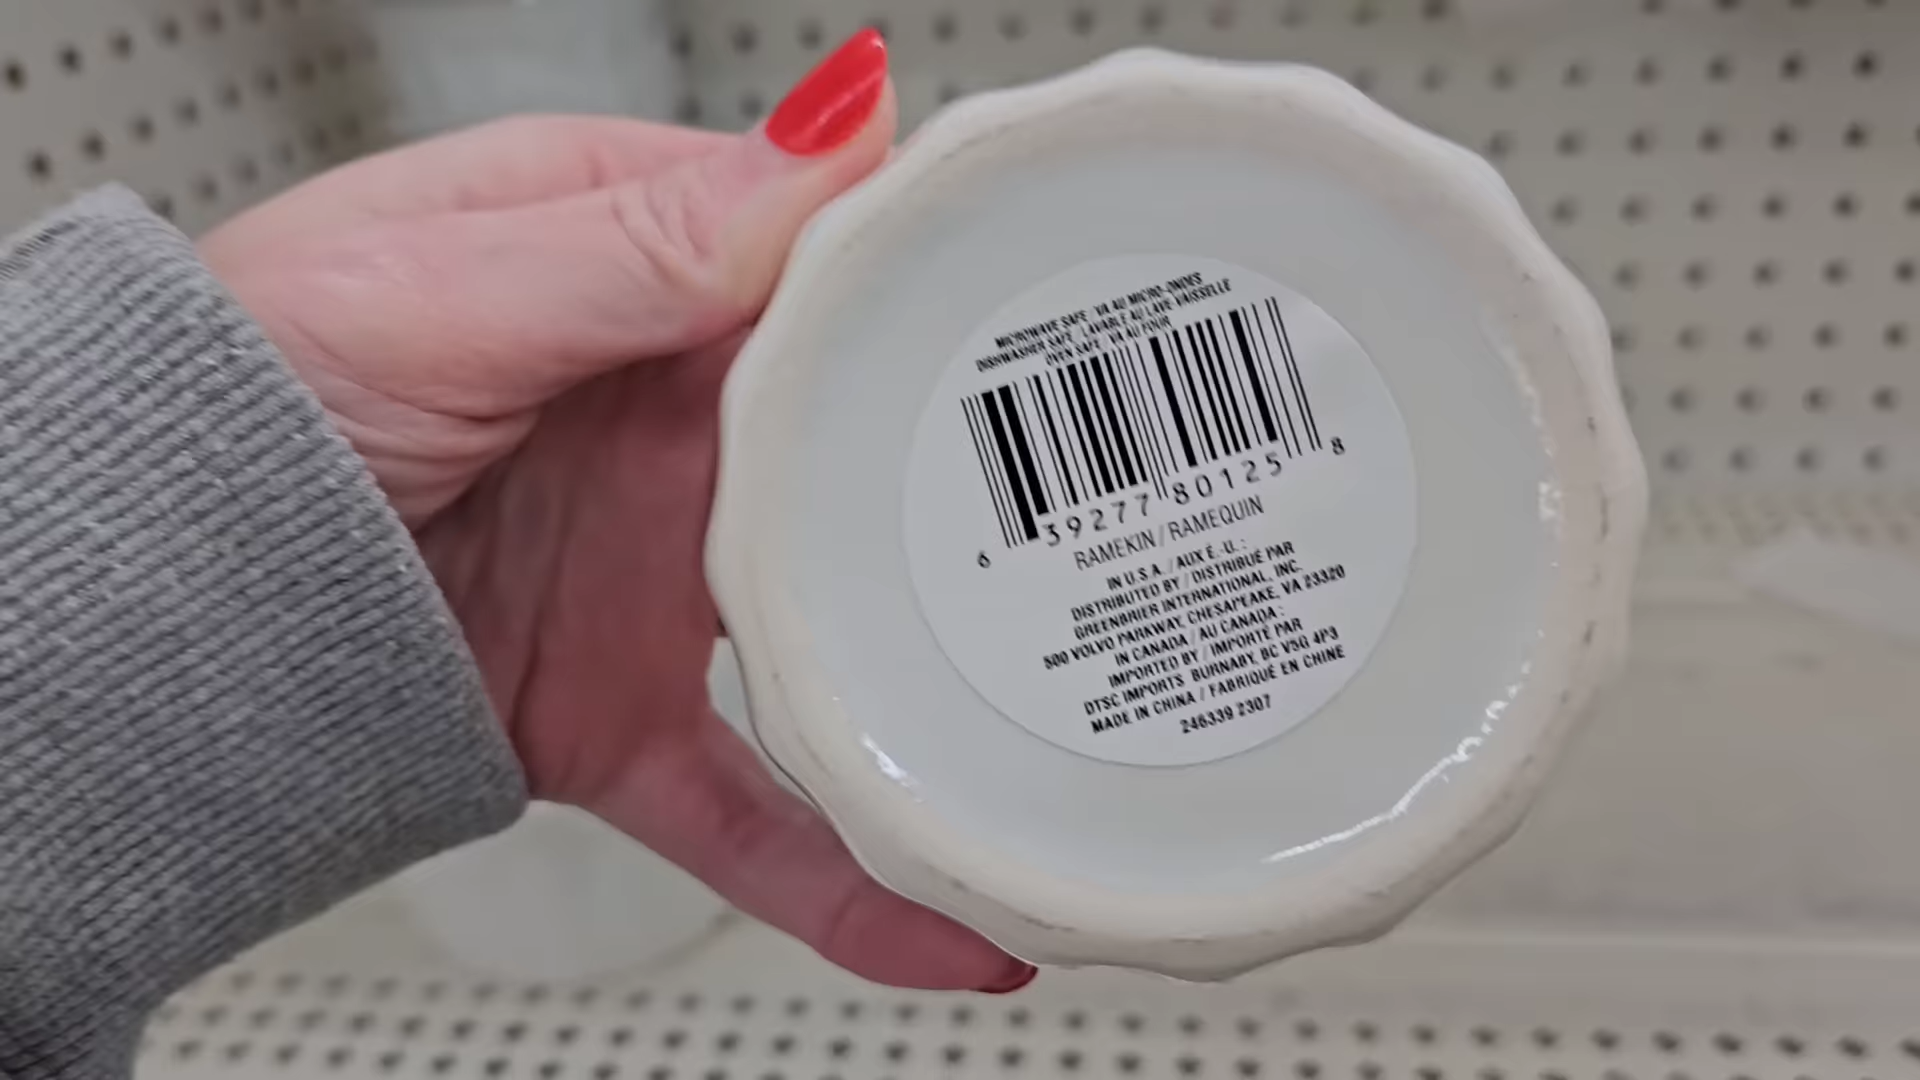 MICROWAVE SAFE / VA AU MICRO-ONDES
DISHWASHER SAFE / LAVABLE AU LAVE-VAISSELLE
OVEN SAFE / VA AU FOUR
6 39277 80125 8
RAMEKIN / RAMEQUIN
IN U.S.A. / AUX É.-U. :
DISTRIBUTED BY / DISTRIBUÉ PAR
GREENBRIER INTERNATIONAL, INC.
500 VOLVO PARKWAY, CHESAPEAKE, VA 23320
IN CANADA / AU CANADA :
IMPORTED BY / IMPORTÉ PAR
DTSC IMPORTS BURNABY, BC V5G 4P3
MADE IN CHINA / FABRIQUÉ EN CHINE
246339 2307